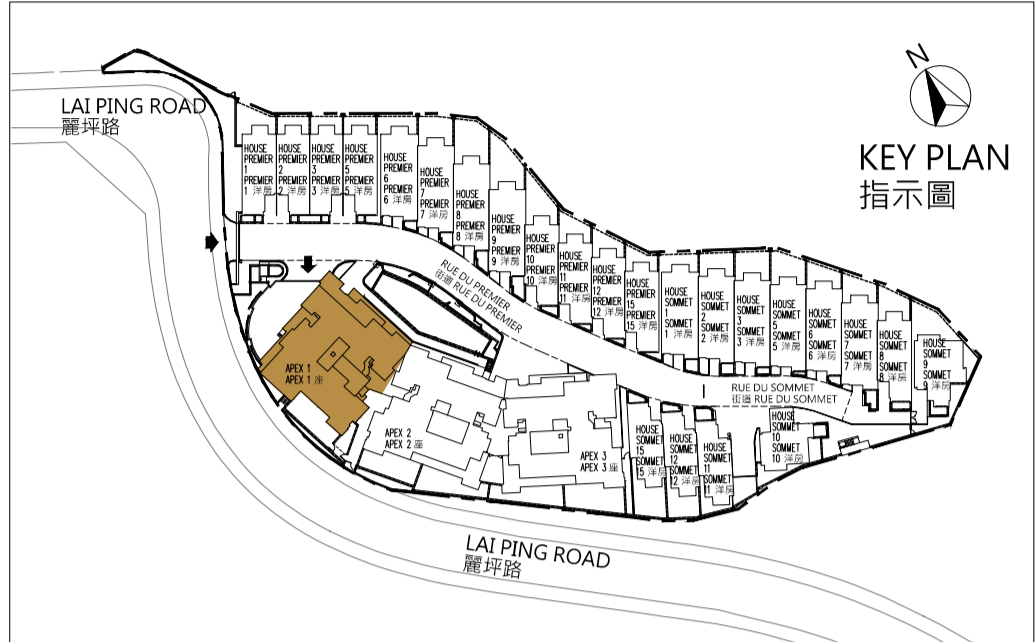 N
KEY PLAN
指示圖
LAI PING ROAD
麗坪路
HOUSE
PREMIER
1
PREMIER
1 洋房
HOUSE
PREMIER
2
PREMIER
2 洋房
HOUSE
PREMIER
3
PREMIER
3 洋房
HOUSE
PREMIER
5
PREMIER
5 洋房
HOUSE
PREMIER
6
PREMIER
6 洋房
HOUSE
PREMIER
7
PREMIER
7 洋房
HOUSE
PREMIER
8
PREMIER
8 洋房
HOUSE
PREMIER
9
PREMIER
9 洋房
HOUSE
PREMIER
10
PREMIER
10 洋房
HOUSE
PREMIER
11
PREMIER
11 洋房
HOUSE
PREMIER
12
PREMIER
12 洋房
HOUSE
PREMIER
15
PREMIER
15 洋房
HOUSE
SOMMET
1
SOMMET
1 洋房
HOUSE
SOMMET
2
SOMMET
2 洋房
HOUSE
SOMMET
3
SOMMET
3 洋房
HOUSE
SOMMET
5
SOMMET
5 洋房
HOUSE
SOMMET
6
SOMMET
6 洋房
HOUSE
SOMMET
7
SOMMET
7 洋房
HOUSE
SOMMET
8
SOMMET
8 洋房
HOUSE
SOMMET
9
SOMMET
9 洋房
RUE DU PREMIER
街道 RUE DU PREMIER
RUE DU SOMMET
街道 RUE DU SOMMET
APEX 1
APEX 1 座
APEX 2
APEX 2 座
APEX 3
APEX 3 座
HOUSE
SOMMET
15
SOMMET
15 洋房
HOUSE
SOMMET
12
SOMMET
12 洋房
HOUSE
SOMMET
11
SOMMET
11 洋房
HOUSE
SOMMET
10
SOMMET
10 洋房
LAI PING ROAD
麗坪路